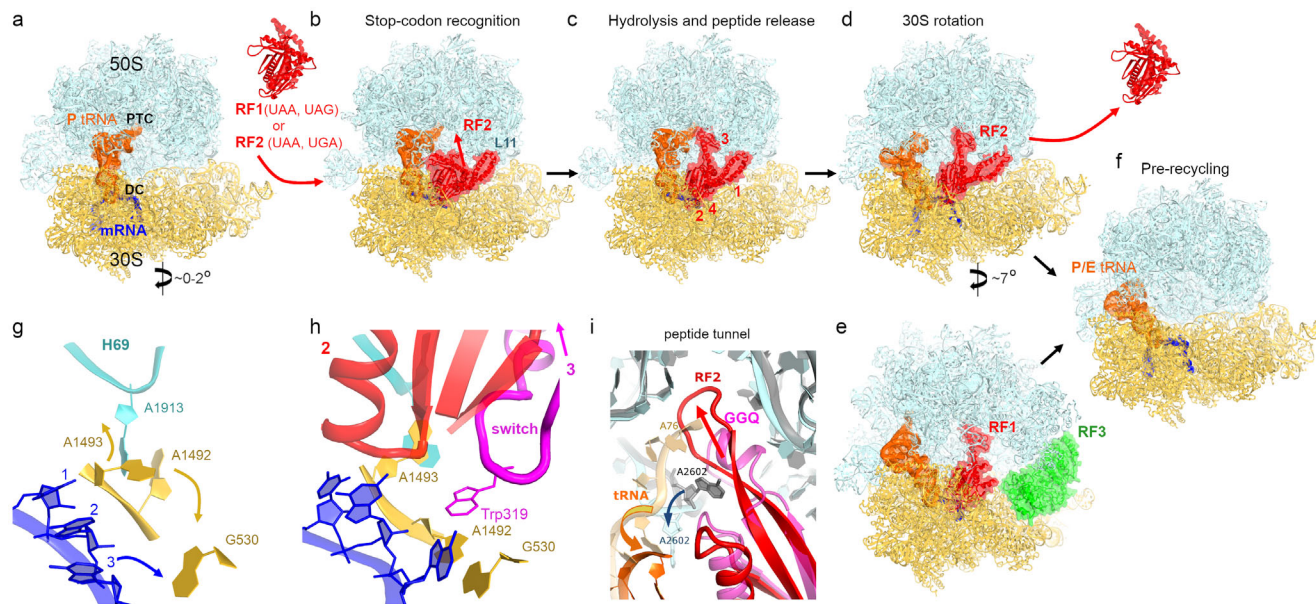 a
50S
P tRNA
PTC
DC
mRNA
30S
~0-2°
RF1(UAA, UAG)
or
RF2 (UAA, UGA)
b
Stop-codon recognition
RF2
L11
c
Hydrolysis and peptide release
3
1
2
4
d
30S rotation
RF2
~7°
f
Pre-recycling
P/E tRNA
g
H69
A1913
A1493
A1492
1
2
3
G530
h
2
3
switch
A1493
Trp319
A1492
G530
i
peptide tunnel
RF2
GGQ
A76
A2602
tRNA
A2602
e
RF1
RF3